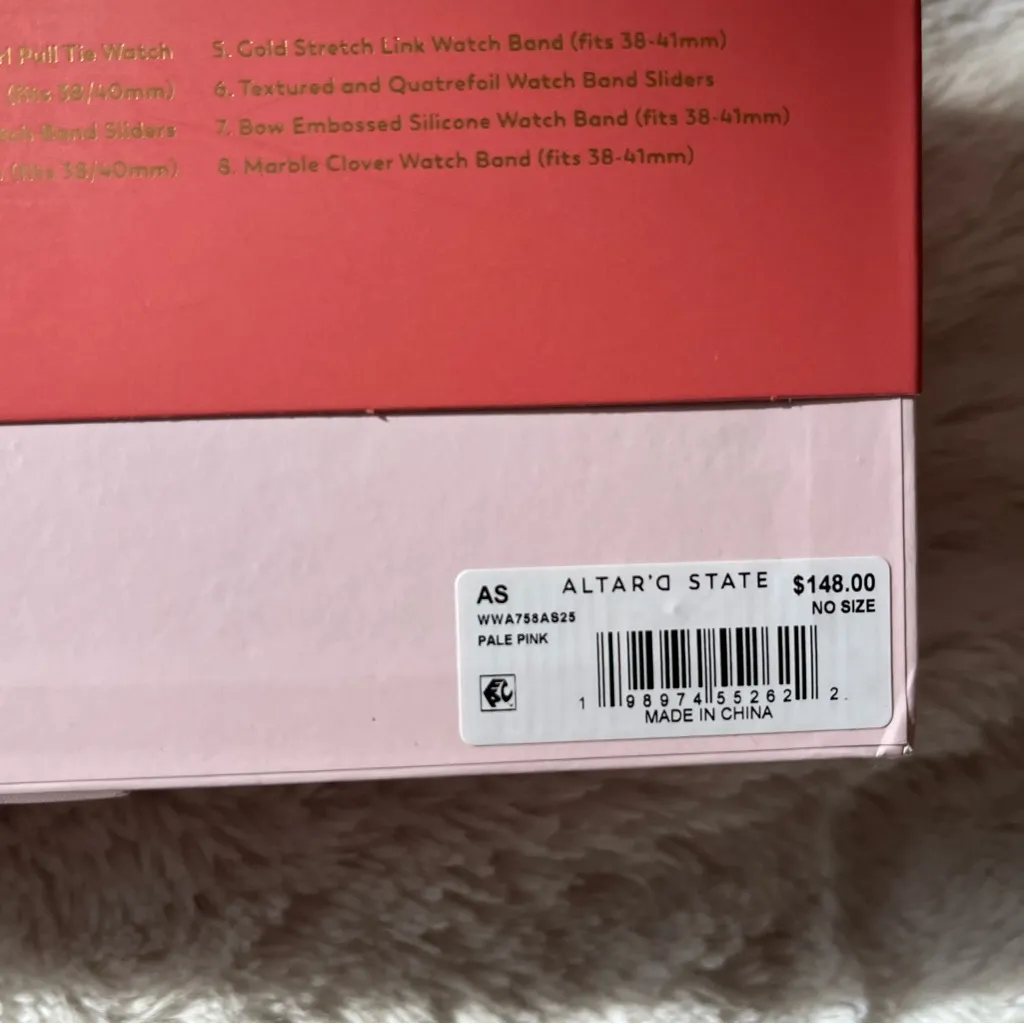 Pull Tie Watch
(fits 38/40mm)
Band Sliders
(fits 38/40mm)
5. Gold Stretch Link Watch Band (fits 38-41mm)
6. Textured and Quatrefoil Watch Band Sliders
7. Bow Embossed Silicone Watch Band (fits 38-41mm)
8. Marble Clover Watch Band (fits 38-41mm)
AS
ALTAR'D STATE
$148.00
WWA758AS25
NO SIZE
PALE PINK
1 98974 55262 2
MADE IN CHINA